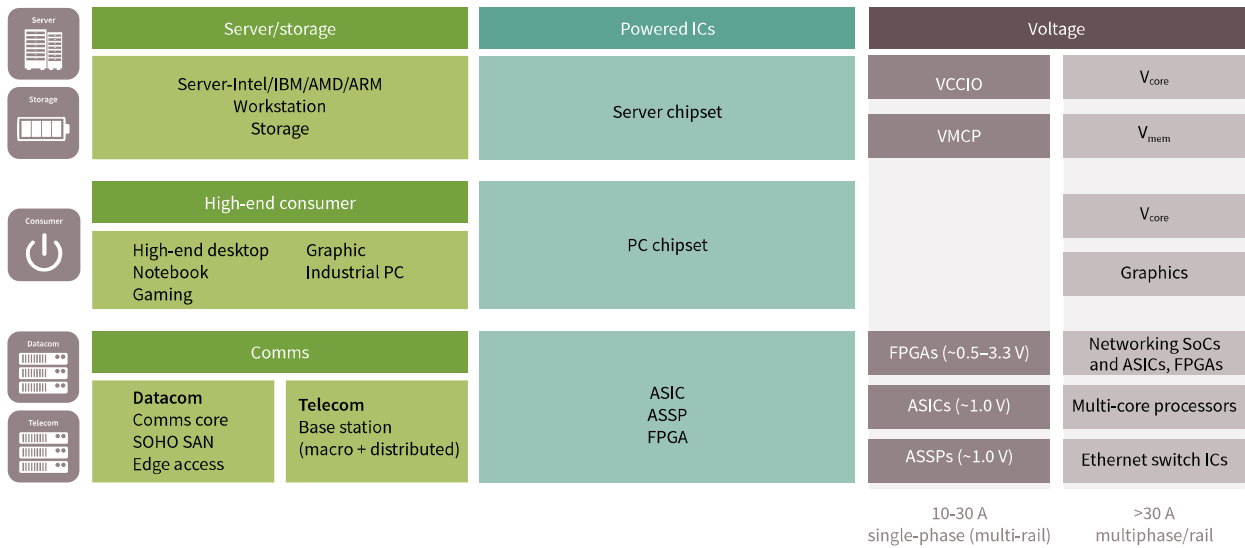 Server
Server/storage
Powered ICs
Voltage
Storage
Server-Intel/IBM/AMD/ARM
Workstation
Storage
Server chipset
VCCIO
Vcore
VMCP
Vmem
Consumer
High-end consumer
High-end desktop
Notebook
Gaming
Graphic
Industrial PC
PC chipset
Vcore
Graphics
Datacom
Telecom
Comms
Datacom
Comms core
SOHO SAN
Edge access
Telecom
Base station
(macro + distributed)
ASIC
ASSP
FPGA
FPGAs (~0.5–3.3 V)
Networking SoCs
and ASICs, FPGAs
ASICs (~1.0 V)
Multi-core processors
ASSPs (~1.0 V)
Ethernet switch ICs
10-30 A
single-phase (multi-rail)
>30 A
multiphase/rail